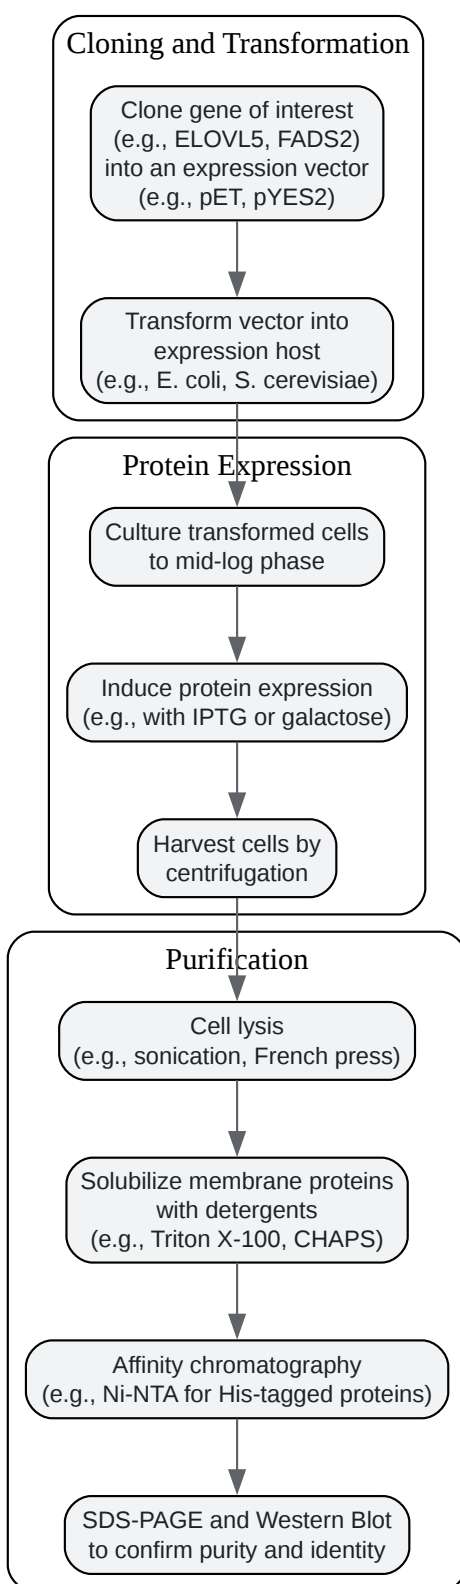 Cloning and Transformation
Clone gene of interest
(e.g., ELOVL5, FADS2)
into an expression vector
(e.g., pET, pYES2)
Transform vector into
expression host
(e.g., E. coli, S. cerevisiae)
Protein Expression
Culture transformed cells
to mid-log phase
Induce protein expression
(e.g., with IPTG or galactose)
Harvest cells by
centrifugation
Purification
Cell lysis
(e.g., sonication, French press)
Solubilize membrane proteins
with detergents
(e.g., Triton X-100, CHAPS)
Affinity chromatography
(e.g., Ni-NTA for His-tagged proteins)
SDS-PAGE and Western Blot
to confirm purity and identity